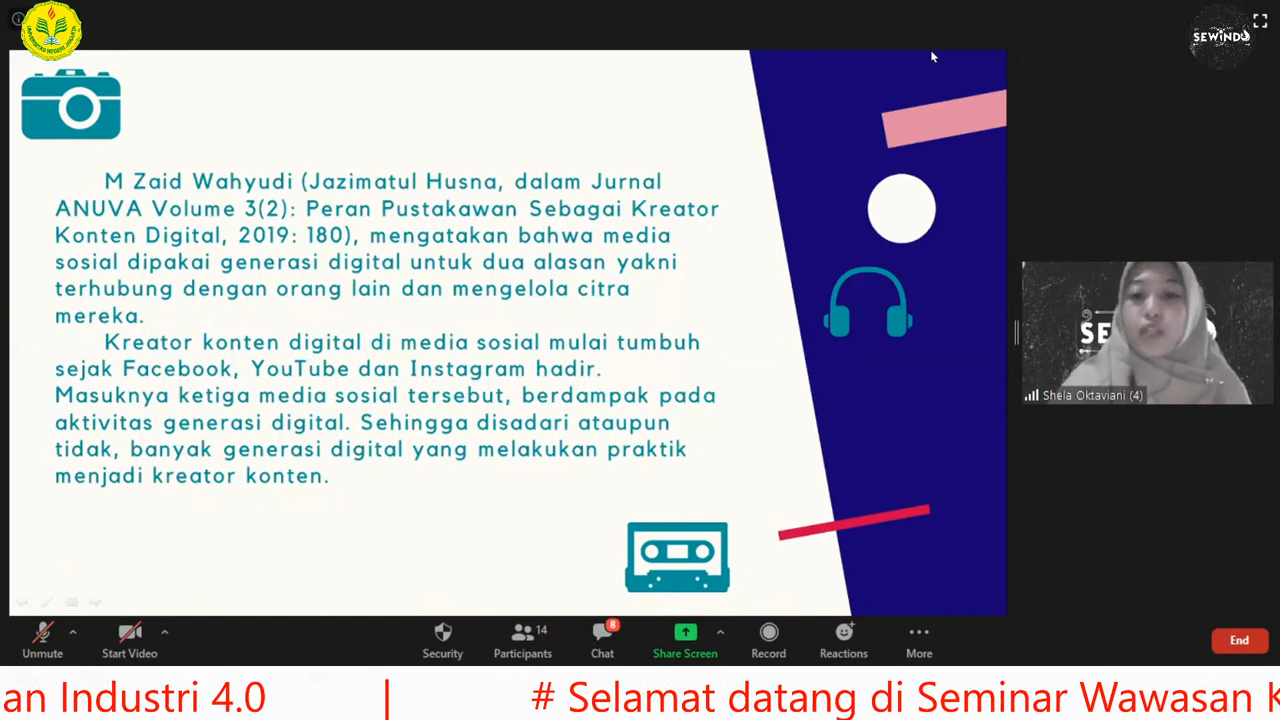 UNIVERSITAS NEGERI JAKARTA
SEWINDU
M Zaid Wahyudi (Jazimatul Husna, dalam Jurnal
ANUVA Volume 3(2): Peran Pustakawan Sebagai Kreator
Konten Digital, 2019: 180), mengatakan bahwa media
sosial dipakai generasi digital untuk dua alasan yakni
terhubung dengan orang lain dan mengelola citra
mereka.
Kreator konten digital di media sosial mulai tumbuh
sejak Facebook, YouTube dan Instagram hadir.
Masuknya ketiga media sosial tersebut, berdampak pada
aktivitas generasi digital. Sehingga disadari ataupun
tidak, banyak generasi digital yang melakukan praktik
menjadi kreator konten.
SE
Shela Oktaviani (4)
Unmute
Start Video
Security
14
Participants
8
Chat
Share Screen
Record
Reactions
More
End
an Industri 4.0 | # Selamat datang di Seminar Wawasan K